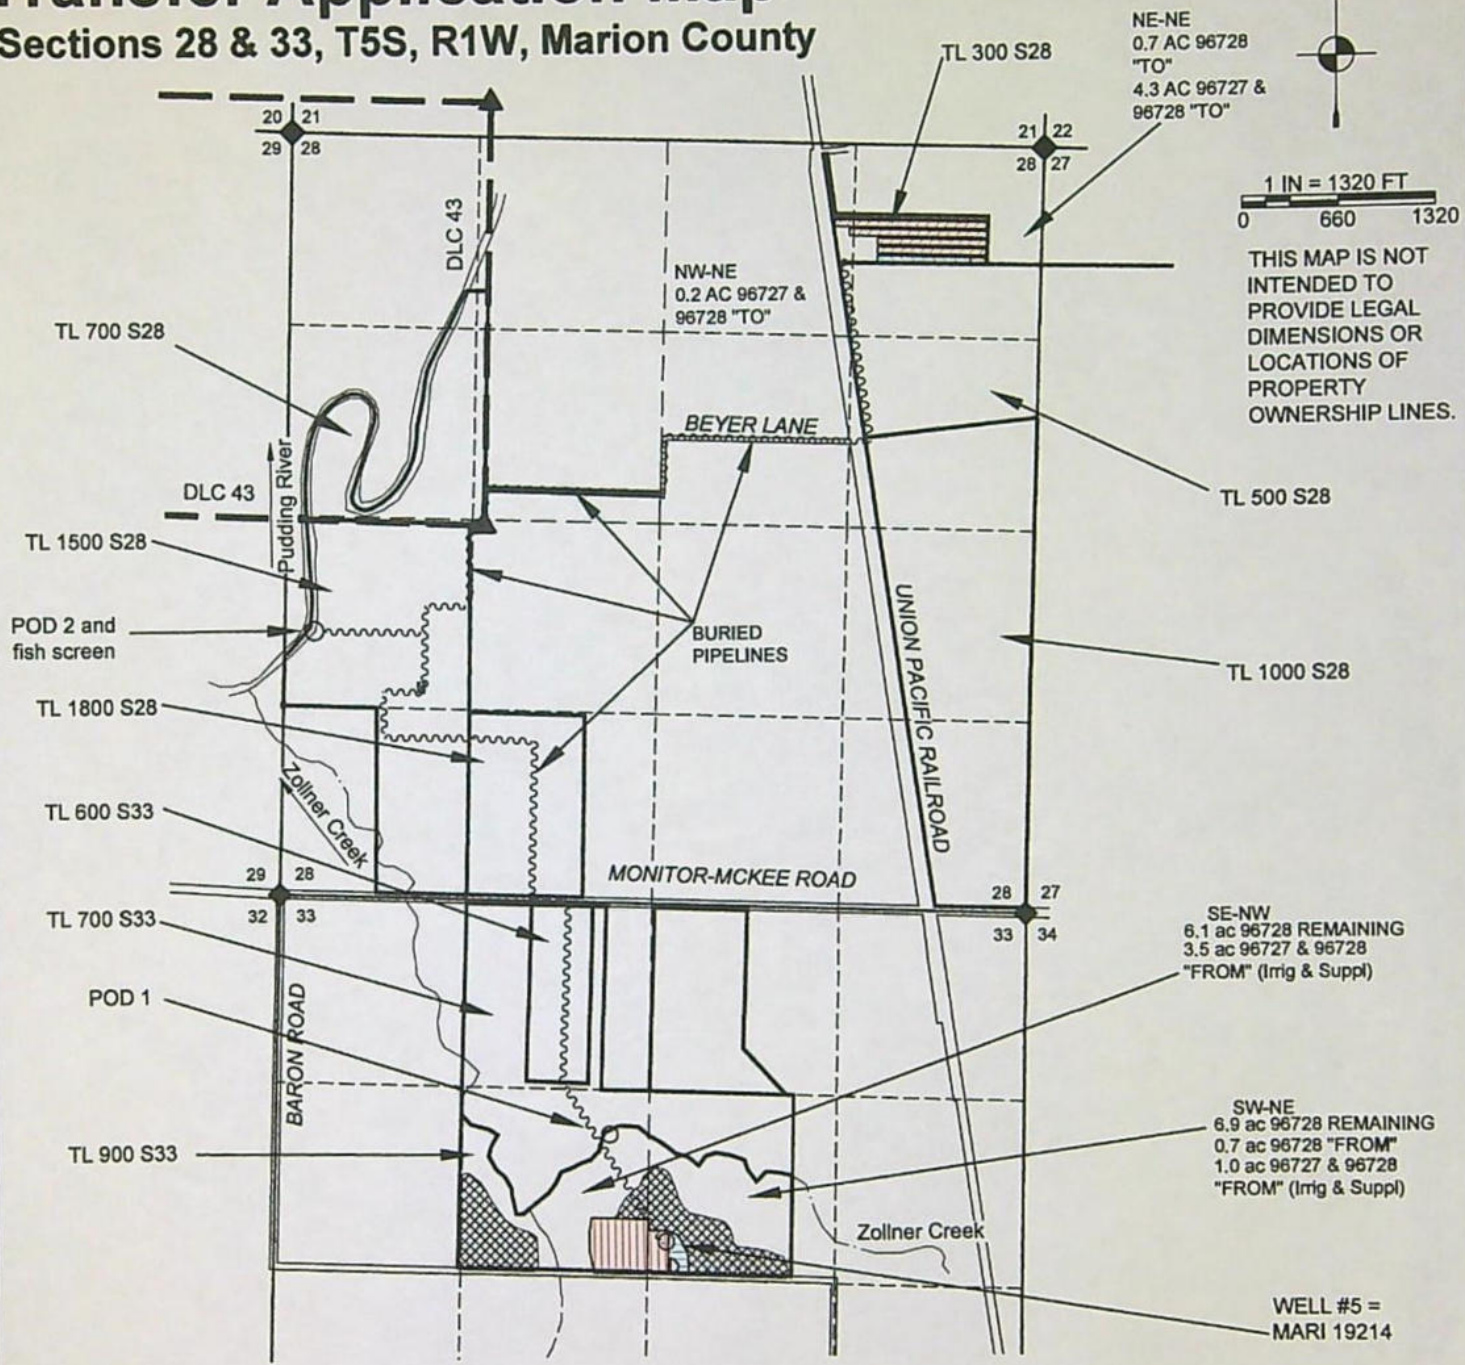 Transfer Application Map
Sections 28 & 33, T5S, R1W, Marion County
NE-NE
0.7 AC 96728
"TO"
4.3 AC 96727 &
96728 "TO"
TL 300 S28
20 21
29 28
21 22
28 27
1 IN = 1320 FT
0 660 1320
THIS MAP IS NOT
INTENDED TO
PROVIDE LEGAL
DIMENSIONS OR
LOCATIONS OF
PROPERTY
OWNERSHIP LINES.
DLC 43
NW-NE
0.2 AC 96727 &
96728 "TO"
TL 700 S28
BEYER LANE
TL 500 S28
DLC 43
Pudding River
TL 1500 S28
POD 2 and
fish screen
BURIED
PIPELINES
UNION PACIFIC RAILROAD
TL 1000 S28
TL 1800 S28
Zollner Creek
TL 600 S33
MONITOR-MCKEE ROAD
29 28
32 33
28 27
33 34
TL 700 S33
SE-NW
6.1 ac 96728 REMAINING
3.5 ac 96727 & 96728
"FROM" (Irrig & Suppl)
POD 1
BARON ROAD
TL 900 S33
SW-NE
6.9 ac 96728 REMAINING
0.7 ac 96728 "FROM"
1.0 ac 96727 & 96728
"FROM" (Irrig & Suppl)
Zollner Creek
WELL #5 =
MARI 19214